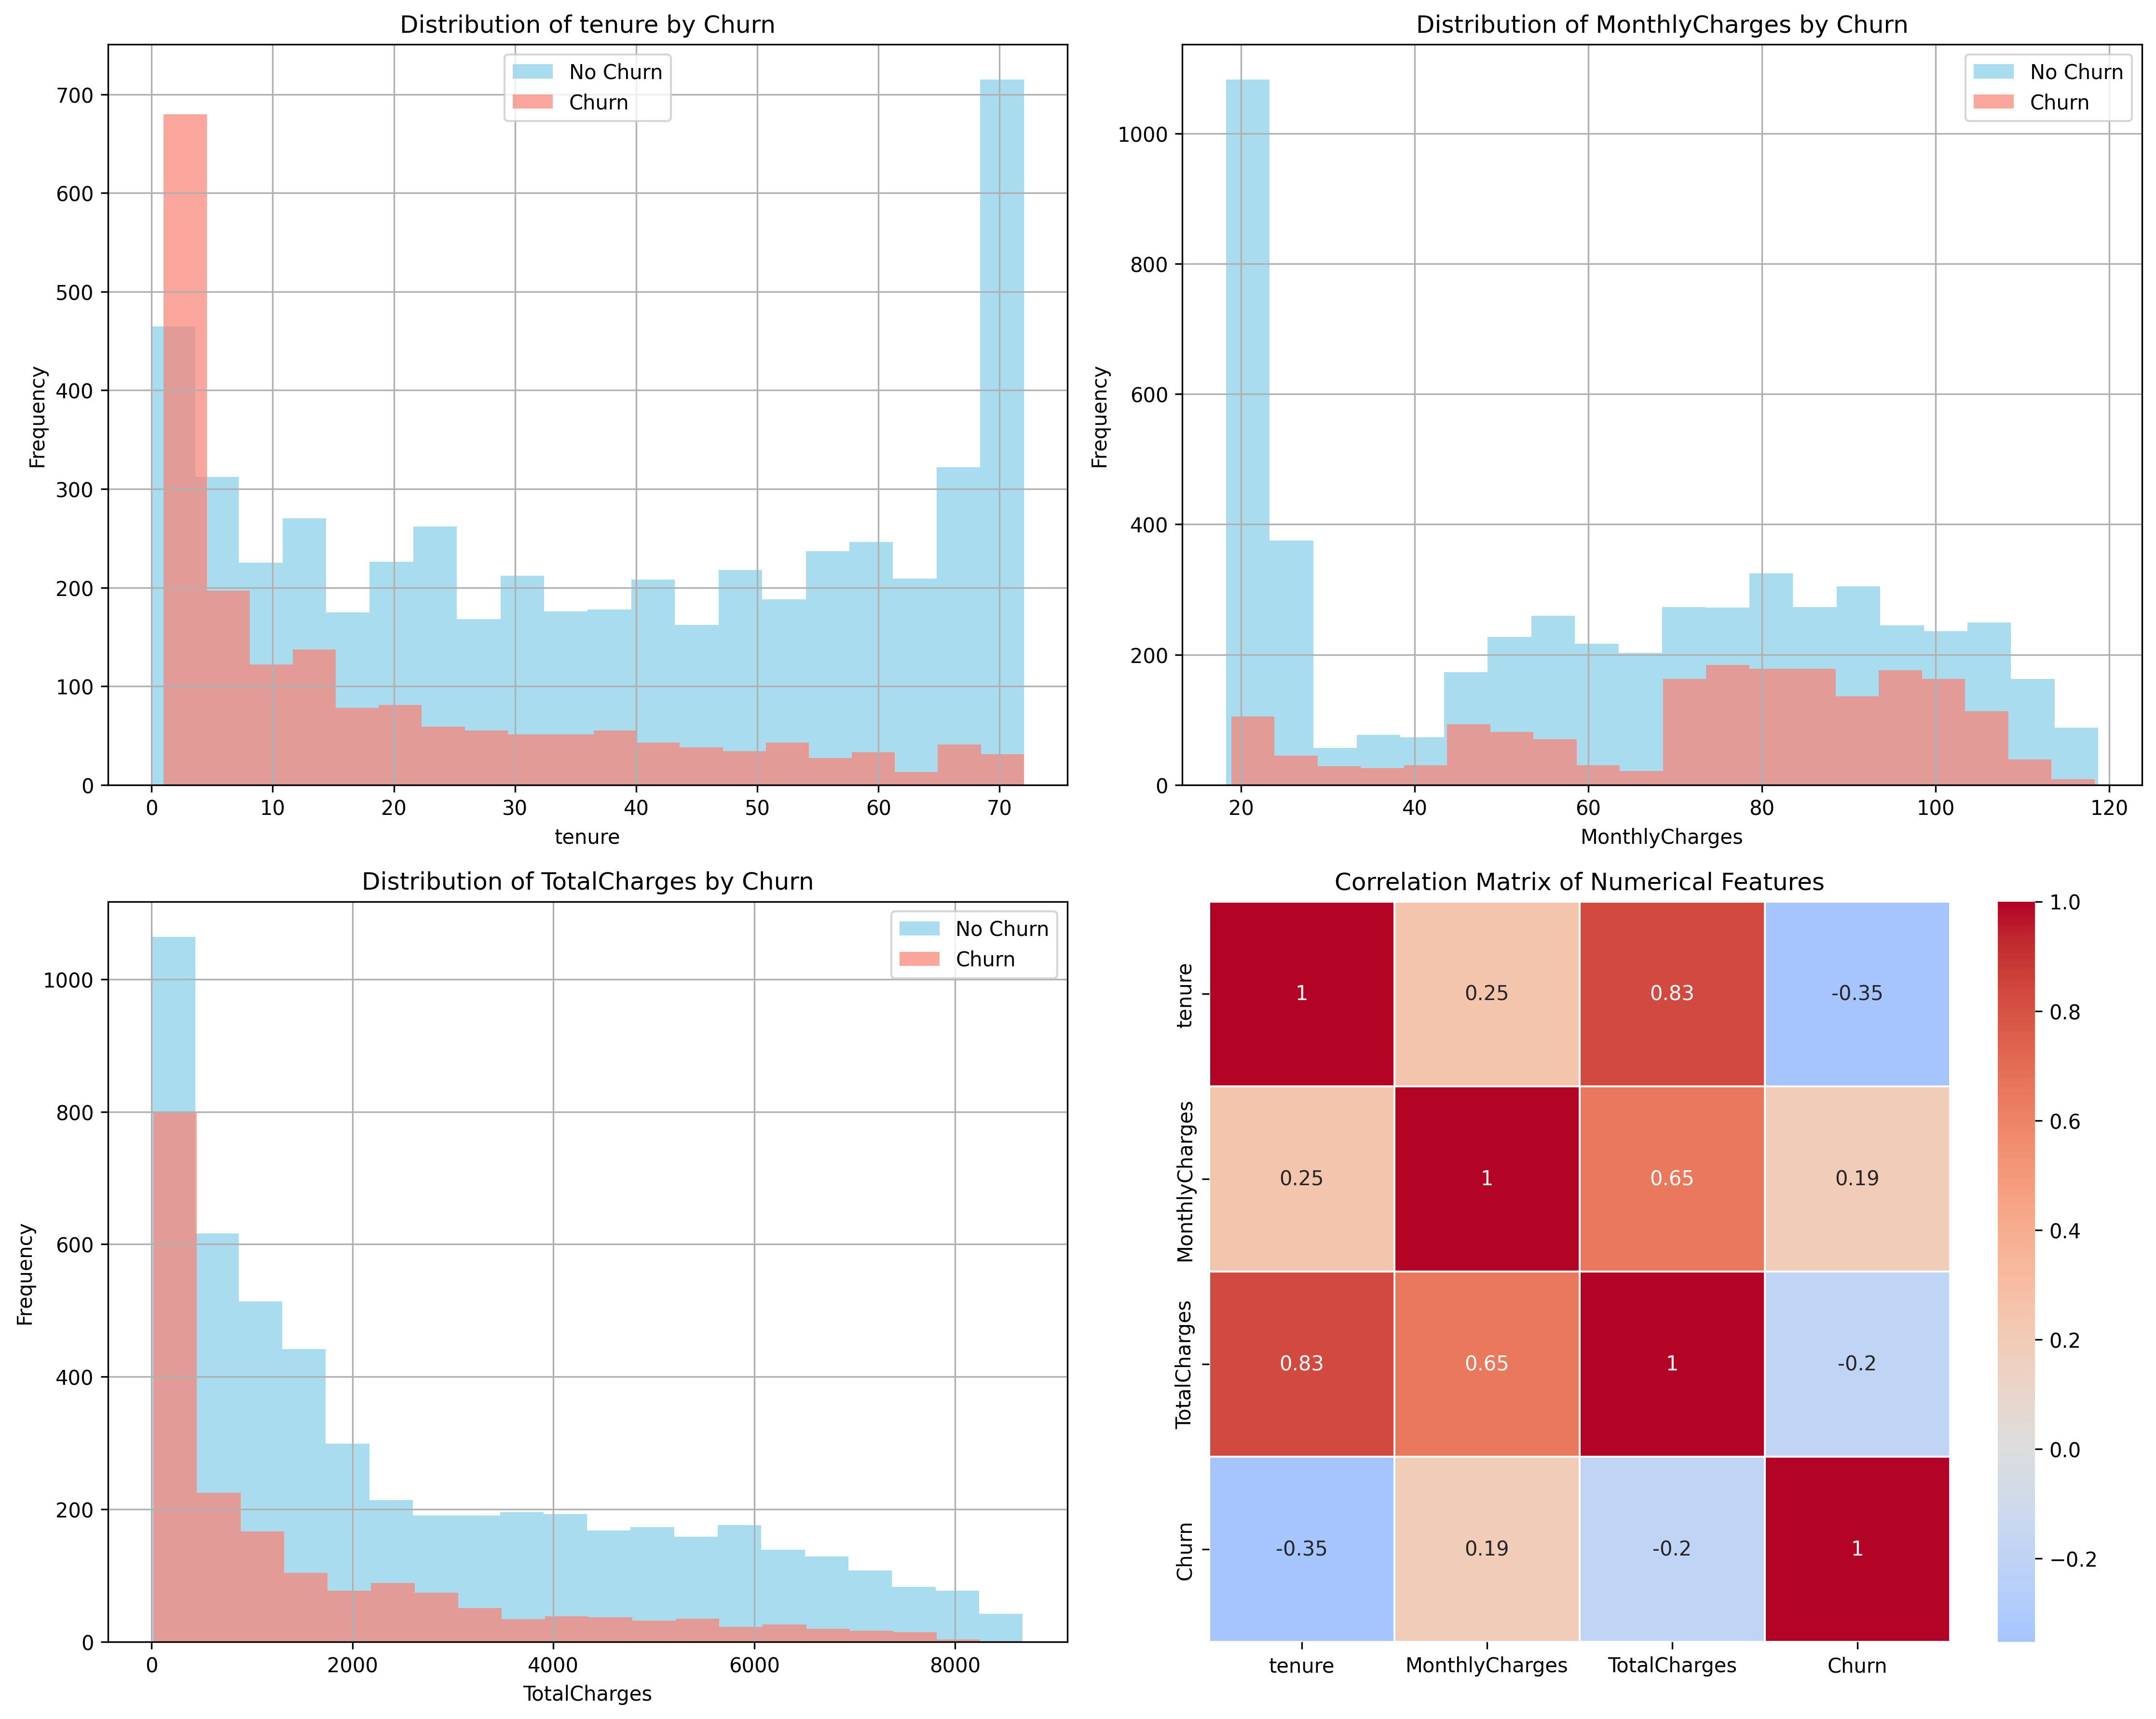 Distribution of tenure by Churn
No Churn
Churn
700
600
500
400
300
200
100
0
Frequency
0 10 20 30 40 50 60 70
tenure
Distribution of MonthlyCharges by Churn
No Churn
Churn
1000
800
600
400
200
0
Frequency
20 40 60 80 100 120
MonthlyCharges
Distribution of TotalCharges by Churn
No Churn
Churn
1000
800
600
400
200
0
Frequency
0 2000 4000 6000 8000
TotalCharges
Correlation Matrix of Numerical Features
tenure
1 0.25 0.83 -0.35
MonthlyCharges
0.25 1 0.65 0.19
TotalCharges
0.83 0.65 1 -0.2
Churn
-0.35 0.19 -0.2 1
tenure MonthlyCharges TotalCharges Churn
1.0
0.8
0.6
0.4
0.2
0.0
−0.2